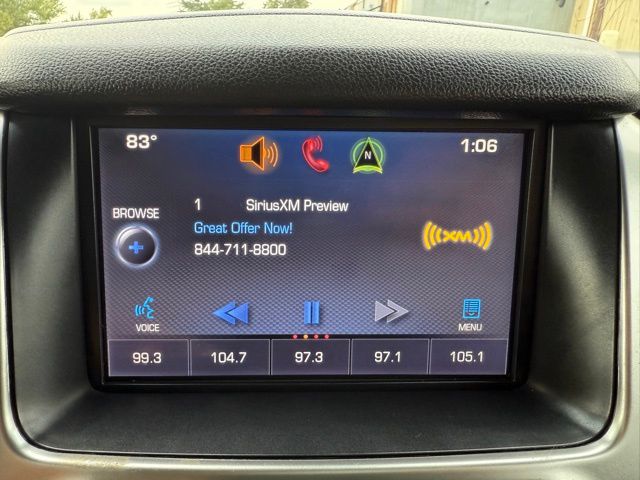 83°
1:06
N
1 SiriusXM Preview
BROWSE
Great Offer Now!
844-711-8800
((((XM))))
VOICE
MENU
99.3 104.7 97.3 97.1 105.1